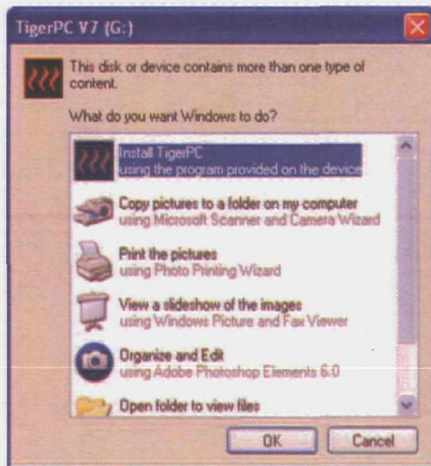 TigerPC V7 (G:)
This disk or device contains more than one type of
content.
What do you want Windows to do?
Install TigerPC
using the program provided on the device
Copy pictures to a folder on my computer
using Microsoft Scanner and Camera Wizard
Print the pictures
using Photo Printing Wizard
View a slideshow of the images
using Windows Picture and Fax Viewer
Organize and Edit
using Adobe Photoshop Elements 6.0
Open folder to view files
OK
Cancel